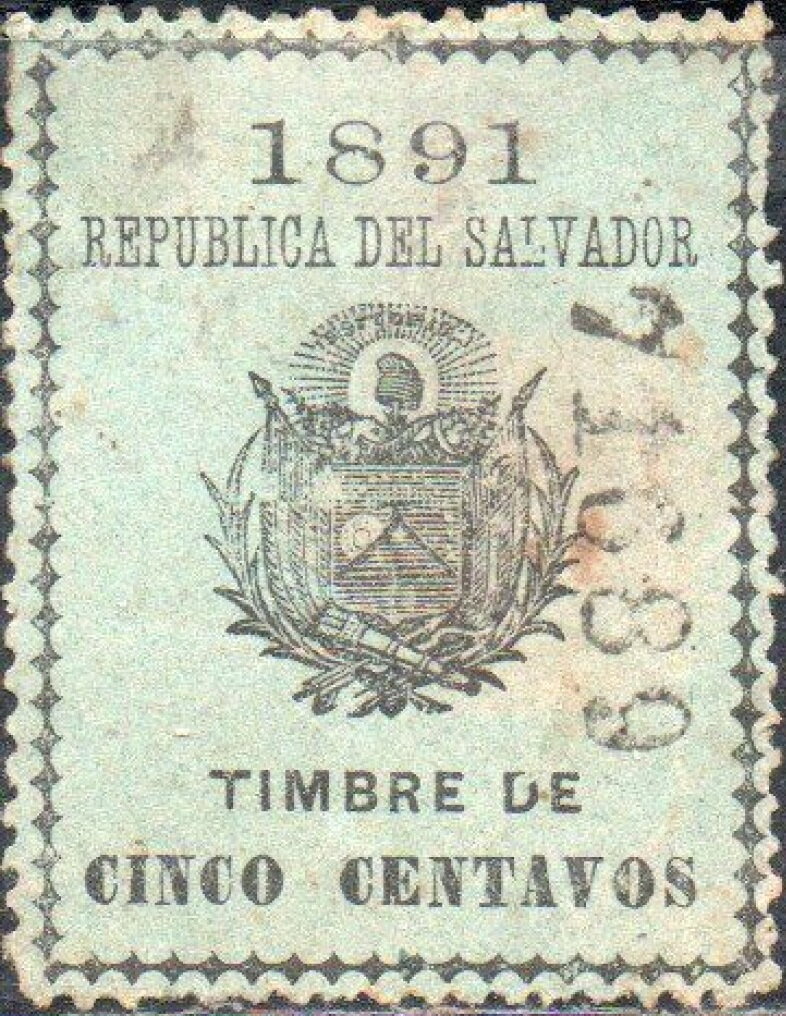 1891
REPUBLICA DEL SALVADOR
TIMBRE DE
CINCO CENTAVOS